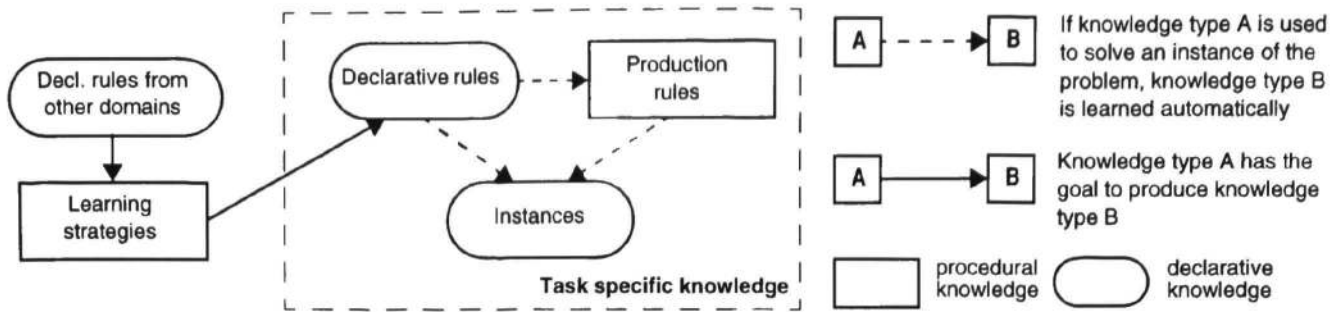 Decl. rules from
other domains
Learning
strategies
Declarative rules
Production
rules
Instances
Task specific knowledge
A
B
If knowledge type A is used
to solve an instance of the
problem, knowledge type B
is learned automatically
A
B
Knowledge type A has the
goal to produce knowledge
type B
procedural
knowledge
declarative
knowledge